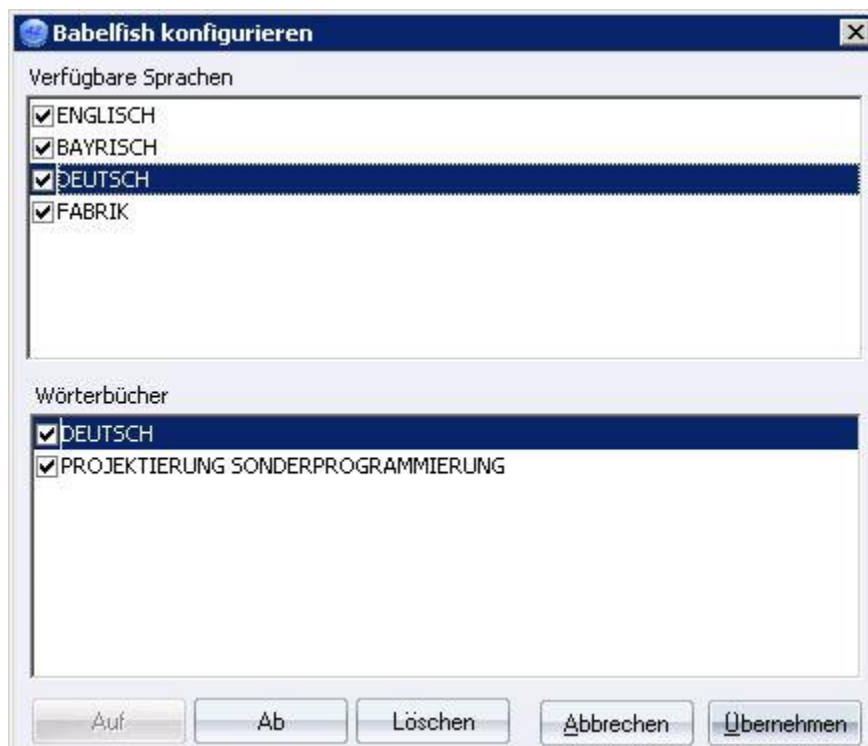 Babelfish konfigurieren
Verfügbare Sprachen
ENGLISCH
BAYRISCH
DEUTSCH
FABRIK
Wörterbücher
DEUTSCH
PROJEKTIERUNG SONDERPROGRAMMIERUNG
Auf Ab Löschen Abbrechen Übernehmen